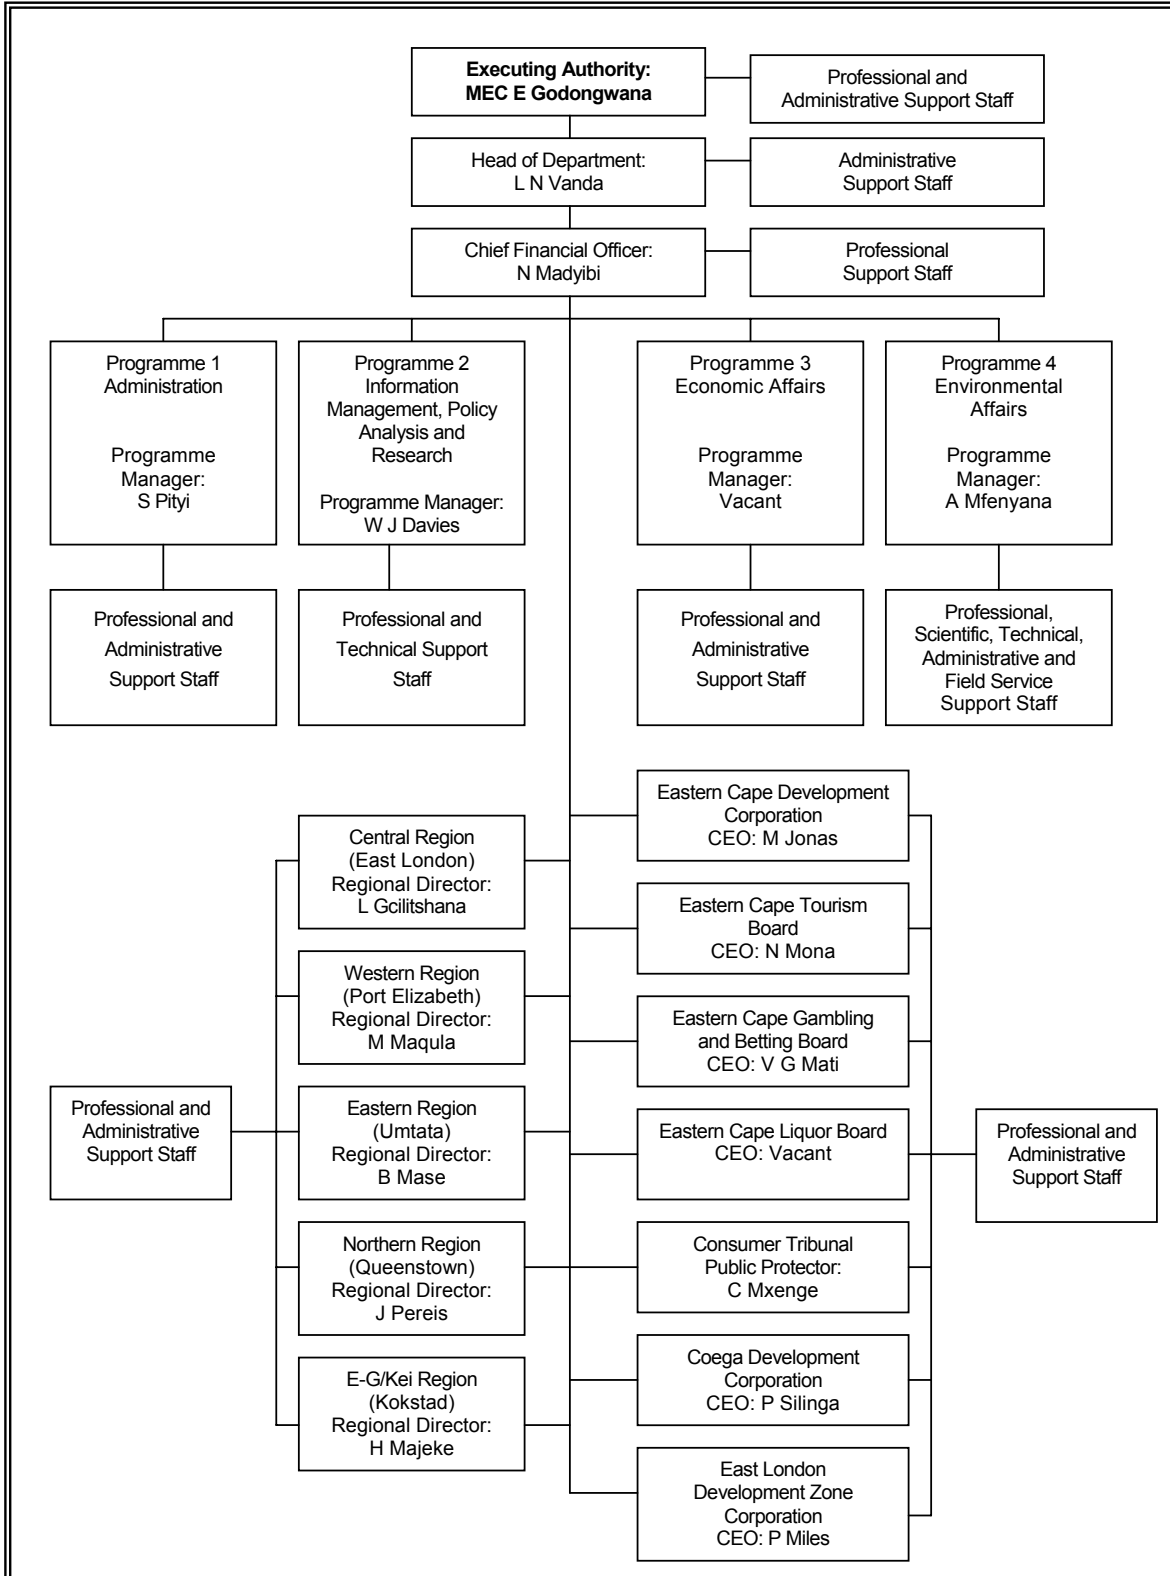 Executing Authority:
MEC E Godongwana
Professional and
Administrative Support Staff
Head of Department:
L N Vanda
Administrative
Support Staff
Chief Financial Officer:
N Madyibi
Professional
Support Staff
Programme 1
Administration
Programme
Manager:
S Pityi
Programme 2
Information
Management, Policy
Analysis and
Research
Programme Manager:
W J Davies
Programme 3
Economic Affairs
Programme
Manager:
Vacant
Programme 4
Environmental
Affairs
Programme
Manager:
A Mfenyana
Professional and
Administrative
Support Staff
Professional and
Technical Support
Staff
Professional and
Administrative
Support Staff
Professional,
Scientific, Technical,
Administrative and
Field Service
Support Staff
Central Region
(East London)
Regional Director:
L Gcilitshana
Western Region
(Port Elizabeth)
Regional Director:
M Maqula
Professional and
Administrative
Support Staff
Eastern Region
(Umtata)
Regional Director:
B Mase
Northern Region
(Queenstown)
Regional Director:
J Pereis
E-G/Kei Region
(Kokstad)
Regional Director:
H Majeke
Eastern Cape Development
Corporation
CEO: M Jonas
Eastern Cape Tourism
Board
CEO: N Mona
Eastern Cape Gambling
and Betting Board
CEO: V G Mati
Eastern Cape Liquor Board
CEO: Vacant
Professional and
Administrative
Support Staff
Consumer Tribunal
Public Protector:
C Mxenge
Coega Development
Corporation
CEO: P Silinga
East London
Development Zone
Corporation
CEO: P Miles